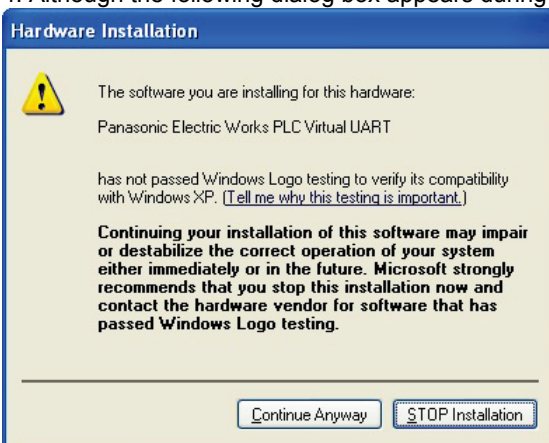 4. Although the following dialog box appears during
Hardware Installation
The software you are installing for this hardware:
Panasonic Electric Works PLC Virtual UART
has not passed Windows Logo testing to verify its compatibility
with Windows XP. (Tell me why this testing is important.)
Continuing your installation of this software may impair
or destabilize the correct operation of your system
either immediately or in the future. Microsoft strongly
recommends that you stop this installation now and
contact the hardware vendor for software that has
passed Windows Logo testing.
Continue Anyway
STOP Installation